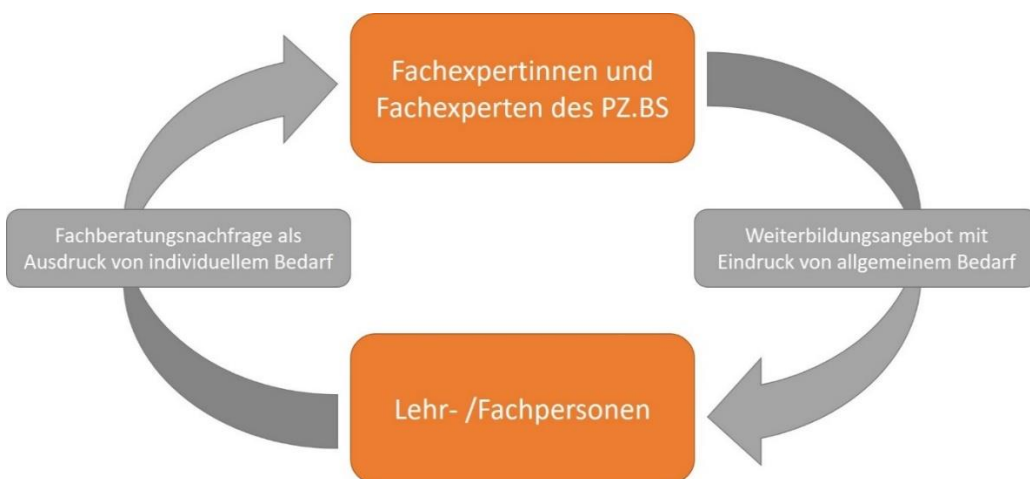 Fachexpertinnen und
Fachexperten des PZ.BS
Fachberatungsnachfrage als
Ausdruck von individuellem Bedarf
Weiterbildungsangebot mit
Eindruck von allgemeinem Bedarf
Lehr- /Fachpersonen